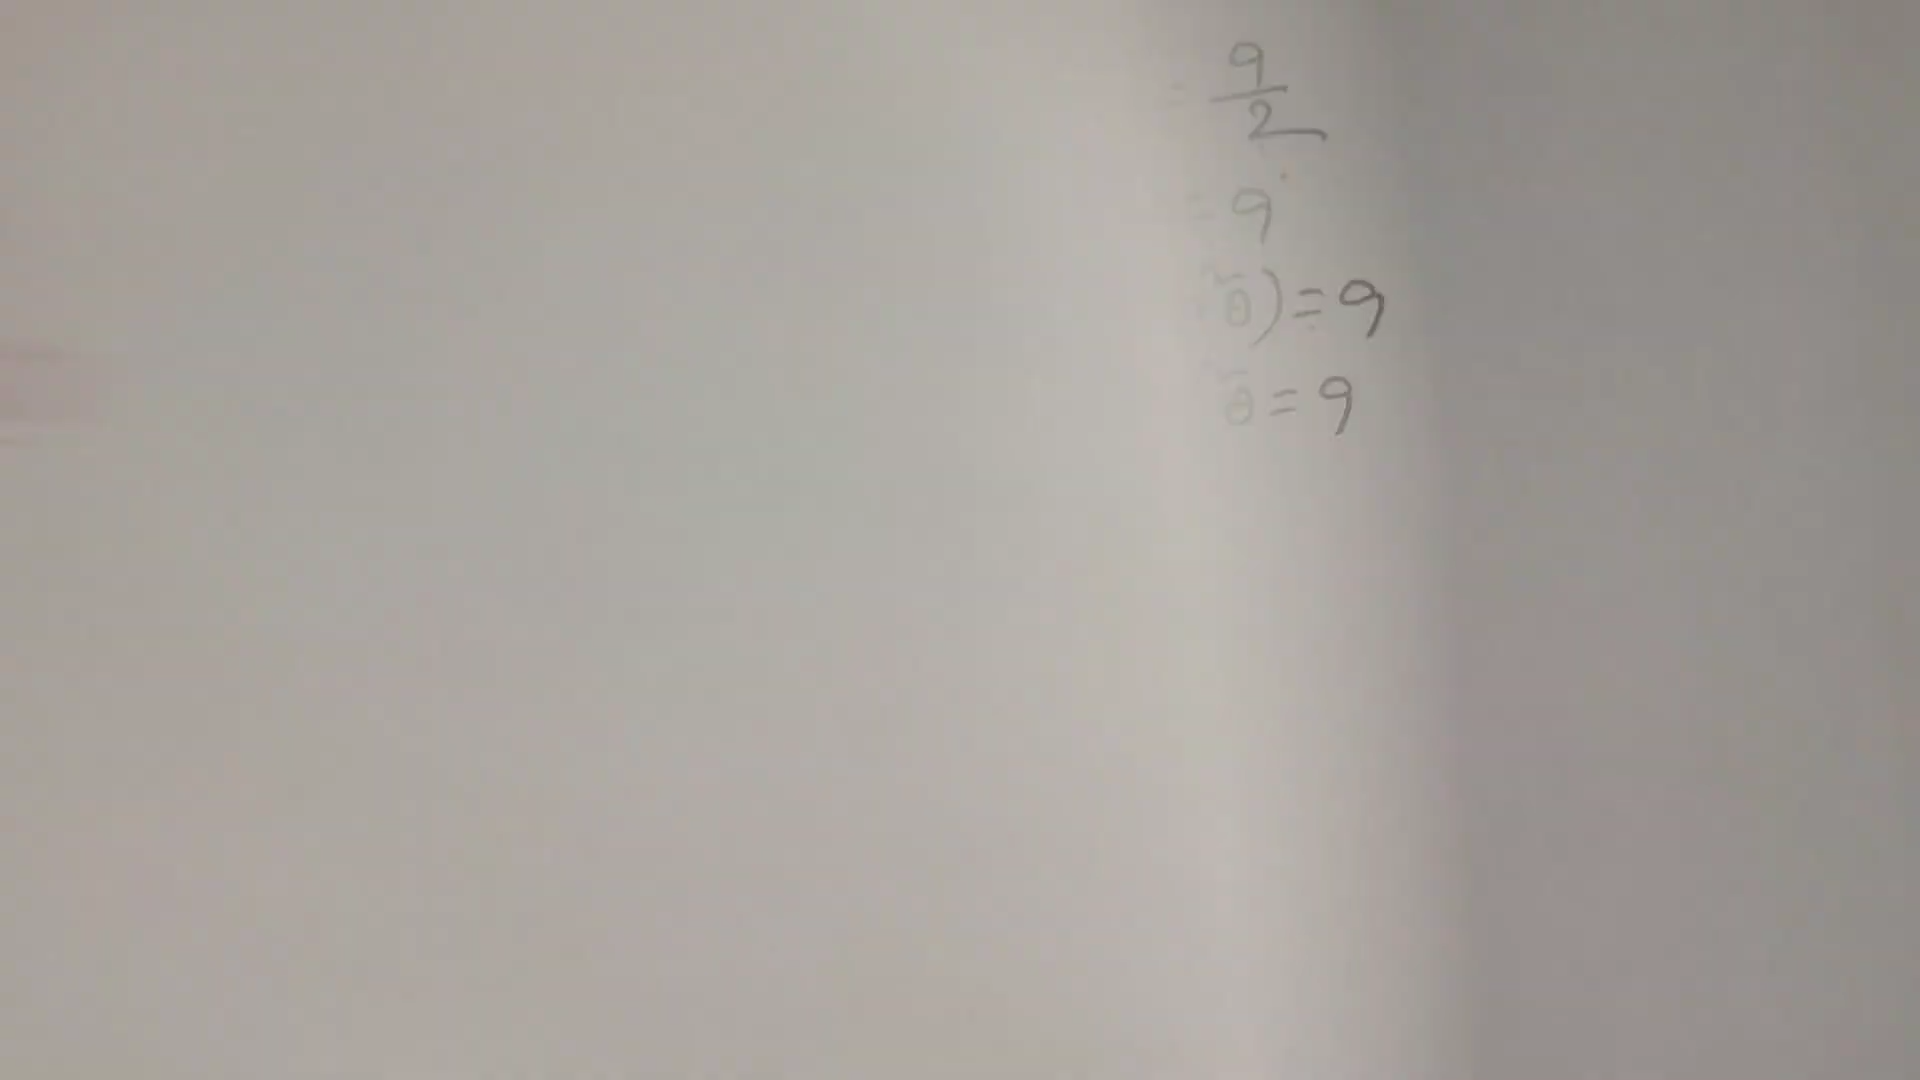 = 9/2
= 9
θ) = 9
θ = 9